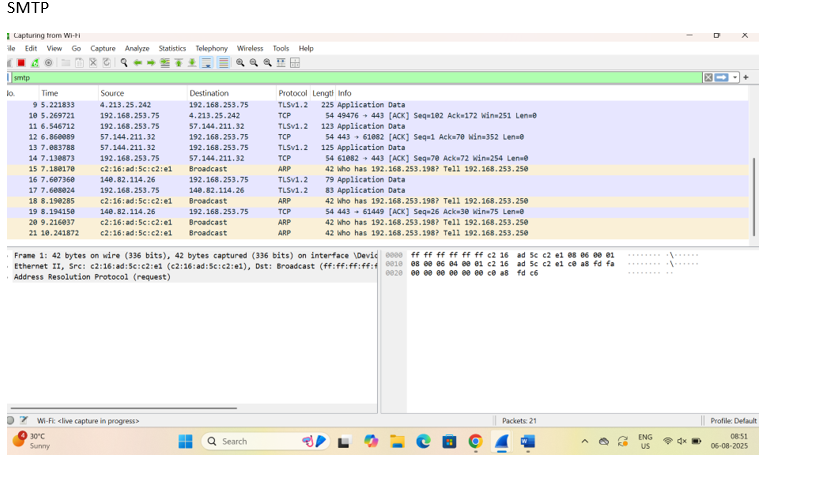 SMTP
Capturing from Wi-Fi
File Edit View Go Capture Analyze Statistics Telephony Wireless Tools Help
smtp
No. Time Source Destination Protocol Length Info
9 5.221833 4.213.25.242 192.168.253.75 TLSv1.2 225 Application Data
10 5.269721 192.168.253.75 4.213.25.242 TCP 54 49476 → 443 [ACK] Seq=102 Ack=172 Win=251 Len=0
11 6.546712 192.168.253.75 57.144.211.32 TLSv1.2 123 Application Data
12 6.860089 57.144.211.32 192.168.253.75 TCP 54 443 → 61082 [ACK] Seq=1 Ack=70 Win=352 Len=0
13 7.083788 57.144.211.32 192.168.253.75 TLSv1.2 125 Application Data
14 7.130873 192.168.253.75 57.144.211.32 TCP 54 61082 → 443 [ACK] Seq=70 Ack=72 Win=254 Len=0
15 7.180170 c2:16:ad:5c:c2:e1 Broadcast ARP 42 Who has 192.168.253.198? Tell 192.168.253.250
16 7.607360 140.82.114.26 192.168.253.75 TLSv1.2 79 Application Data
17 7.608024 192.168.253.75 140.82.114.26 TLSv1.2 83 Application Data
18 8.190285 c2:16:ad:5c:c2:e1 Broadcast ARP 42 Who has 192.168.253.198? Tell 192.168.253.250
19 8.194150 140.82.114.26 192.168.253.75 TCP 54 443 → 61449 [ACK] Seq=26 Ack=30 Win=75 Len=0
20 9.216037 c2:16:ad:5c:c2:e1 Broadcast ARP 42 Who has 192.168.253.198? Tell 192.168.253.250
21 10.241872 c2:16:ad:5c:c2:e1 Broadcast ARP 42 Who has 192.168.253.198? Tell 192.168.253.250
Frame 1: 42 bytes on wire (336 bits), 42 bytes captured (336 bits) on interface \Devic
Ethernet II, Src: c2:16:ad:5c:c2:e1 (c2:16:ad:5c:c2:e1), Dst: Broadcast (ff:ff:ff:ff:f
Address Resolution Protocol (request)
0000 ff ff ff ff ff ff c2 16 ad 5c c2 e1 08 06 00 01 ········ ·\······
0010 08 00 06 04 00 01 c2 16 ad 5c c2 e1 c0 a8 fd fa ········ ·\······
0020 00 00 00 00 00 00 c0 a8 fd c6 ········ ··
Wi-Fi: <live capture in progress> Packets: 21 Profile: Default
4 30°C
Sunny
Search
ENG
US
08:51
06-08-2025